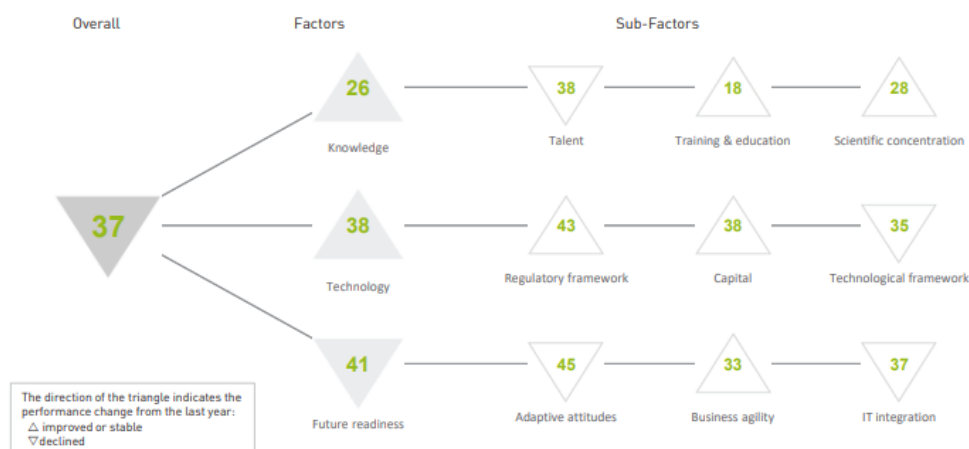 Overall Factors Sub-Factors
26 38 18 28
Knowledge Talent Training & education Scientific concentration
37 38 43 38 35
Technology Regulatory framework Capital Technological framework
41 45 33 37
Future readiness Adaptive attitudes Business agility IT integration
The direction of the triangle indicates the
performance change from the last year:
△ improved or stable
▽declined